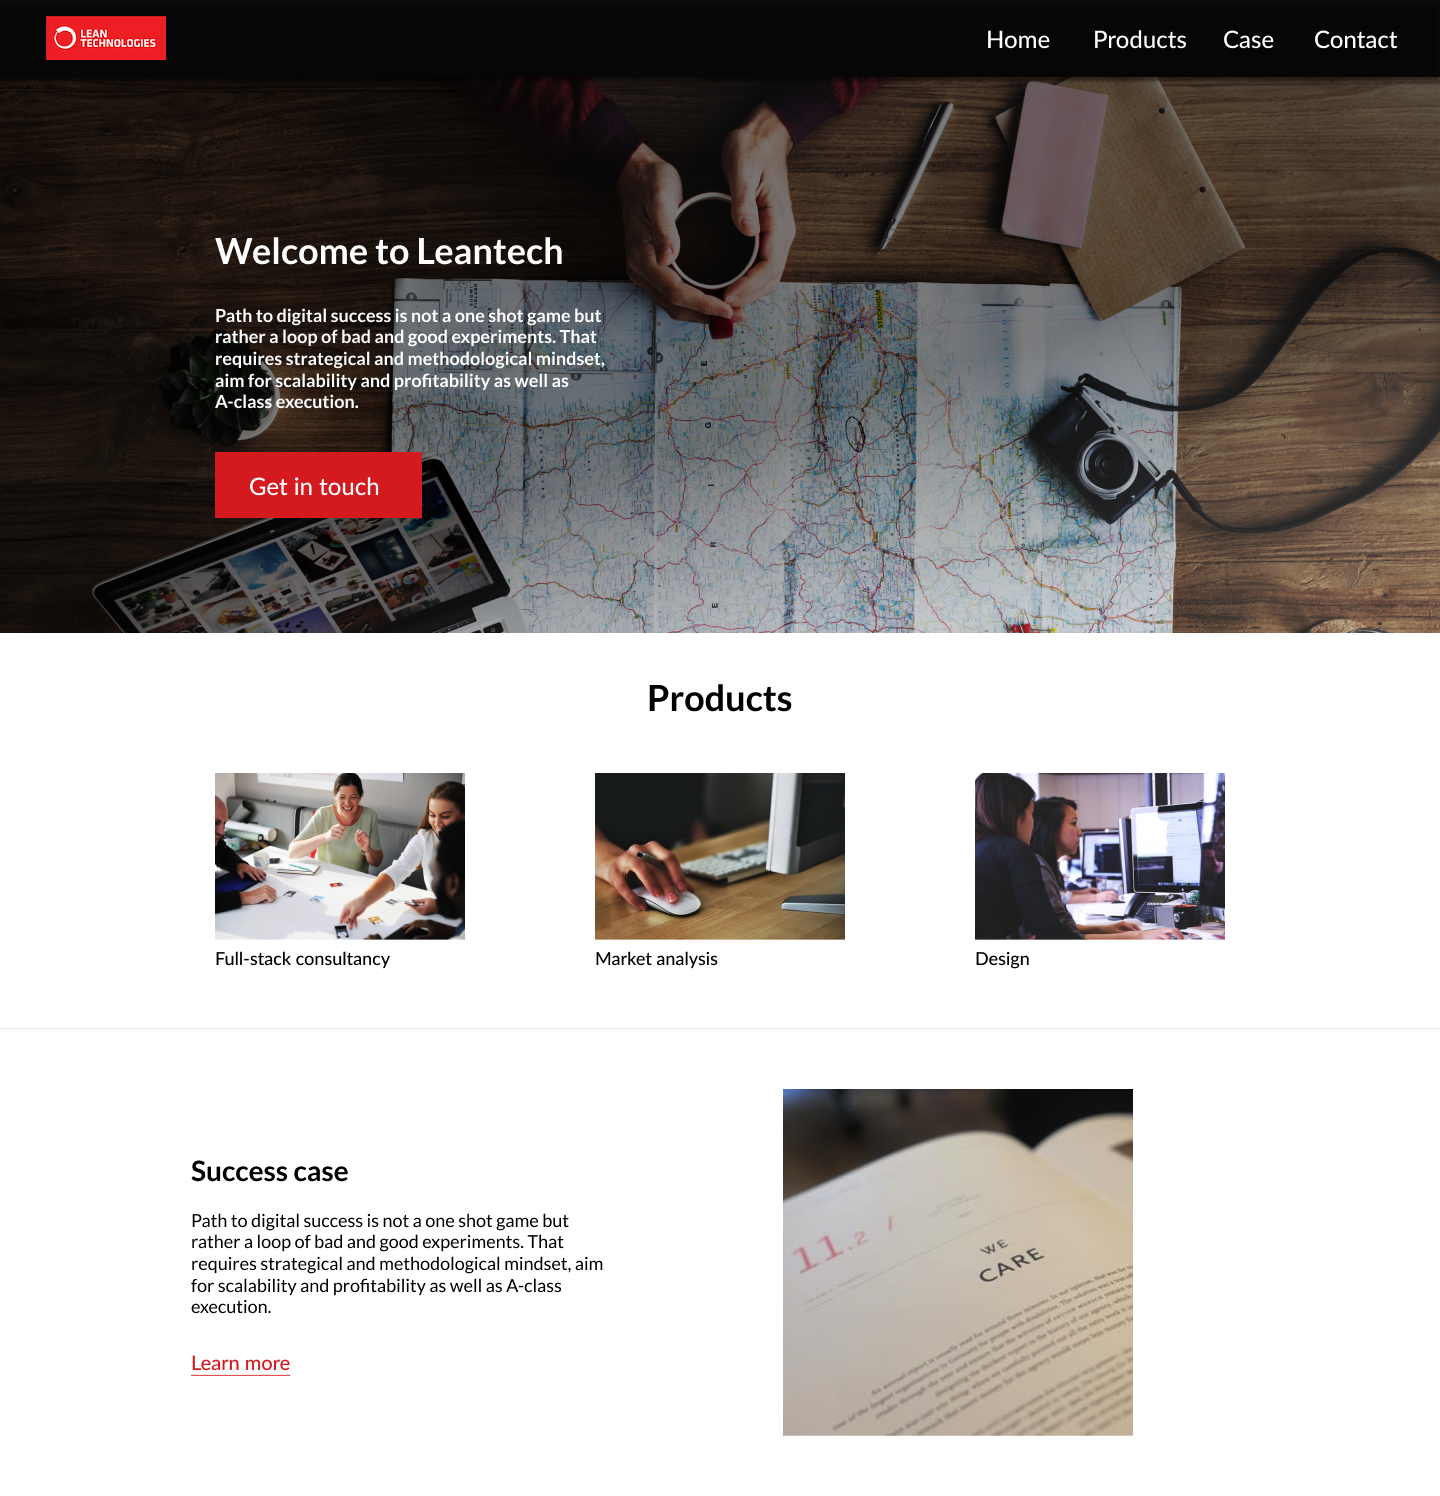 LEAN
TECHNOLOGIES
Home Products Case Contact
Welcome to Leantech
Path to digital success is not a one shot game but
rather a loop of bad and good experiments. That
requires strategical and methodological mindset,
aim for scalability and profitability as well as
A-class execution.
Get in touch
STOCKHOLM
Products
Full-stack consultancy
Market analysis
Design
Success case
Path to digital success is not a one shot game but
rather a loop of bad and good experiments. That
requires strategical and methodological mindset, aim
for scalability and profitability as well as A-class
execution.
Learn more
11.2 /
WE
CARE